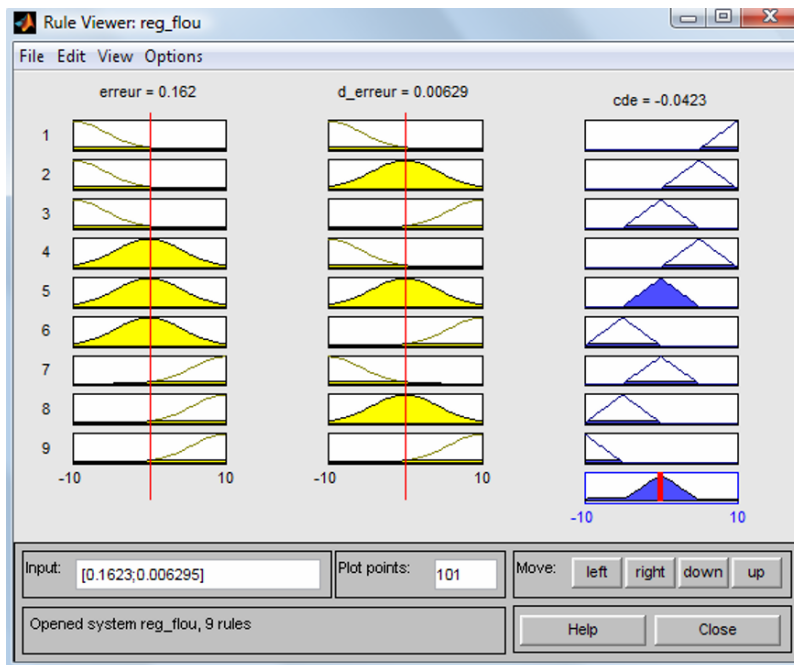 Rule Viewer: reg_flou
File Edit View Options
erreur = 0.162
d_erreur = 0.00629
cde = -0.0423
1
2
3
4
5
6
7
8
9
-10 10
-10 10
-10 10
Input: [0.1623;0.006295]
Plot points: 101
Move: left right down up
Opened system reg_flou, 9 rules
Help Close